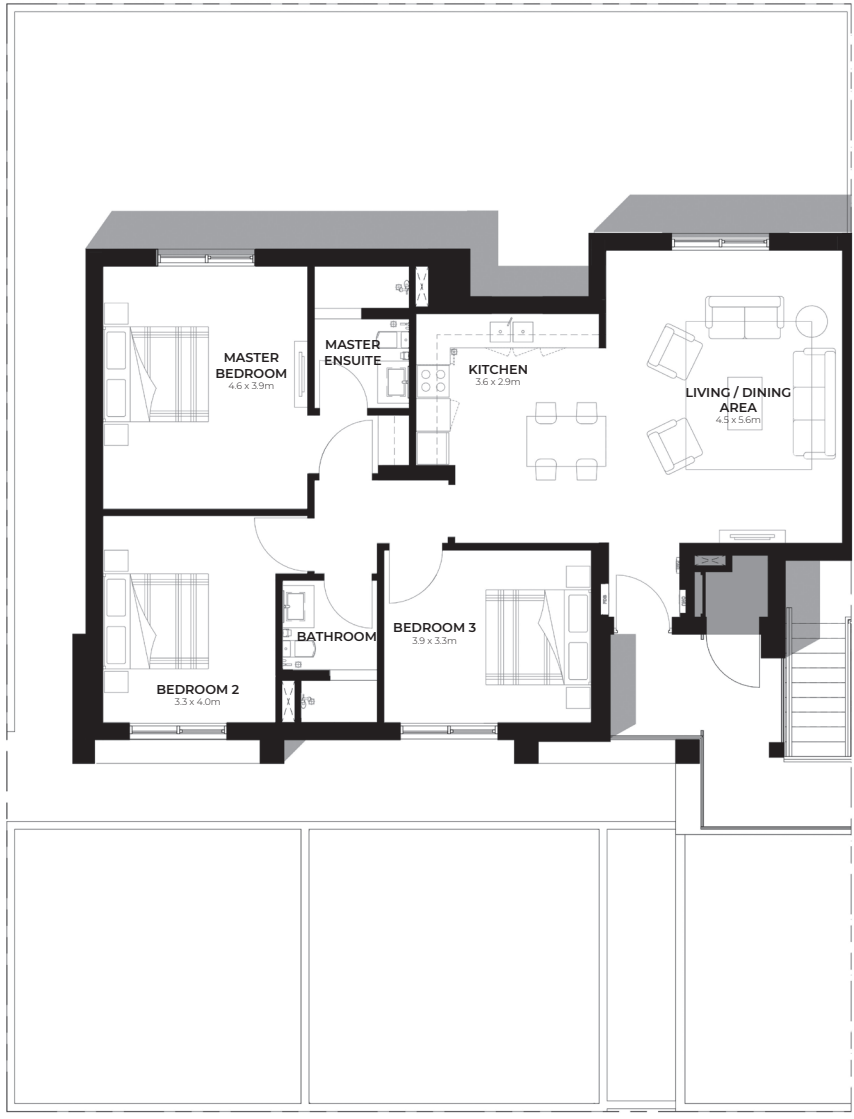 MASTER
BEDROOM
4.6 x 3.9m
MASTER
ENSUITE
KITCHEN
3.6 x 2.9m
LIVING / DINING
AREA
4.5 x 5.6m
BEDROOM 2
3.3 x 4.0m
BATHROOM
BEDROOM 3
3.9 x 3.3m